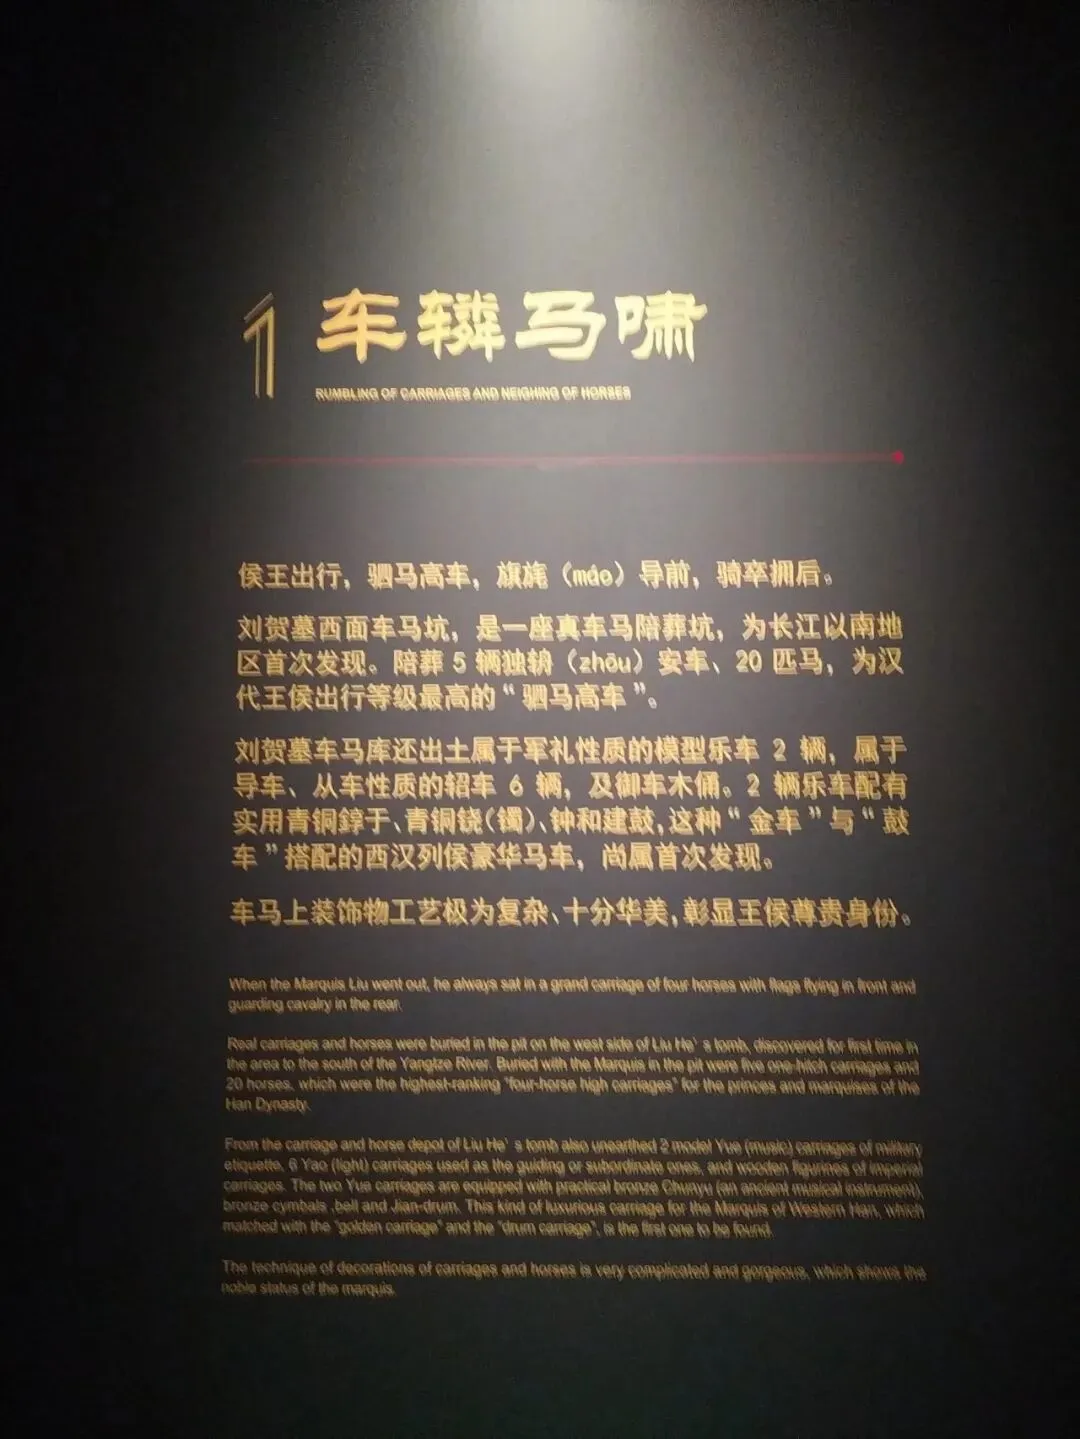 1 车辚马啸
RUMBLING OF CARRIAGES AND NEIGHING OF HORSES
侯王出行，驷马高车，旗旄（máo）导前，骑卒拥后。
刘贺墓西面车马坑，是一座真车马陪葬坑，为长江以南地
区首次发现。陪葬 5 辆独辀（zhōu）安车、20 匹马，为汉
代王侯出行等级最高的“驷马高车”。
刘贺墓车马库还出土属于军礼性质的模型乐车 2 辆，属于
导车、从车性质的轺车 6 辆，及御车木俑。2 辆乐车配有
实用青铜錞于、青铜铙（镯）、钟和建鼓，这种“金车”与“鼓
车”搭配的西汉列侯豪华马车，尚属首次发现。
车马上装饰物工艺极为复杂、十分华美，彰显王侯尊贵身份。
When the Marquis Liu went out, he always sat in a grand carriage of four horses with flags flying in front and
guarding cavalry in the rear.
Real carriages and horses were buried in the pit on the west side of Liu He`s tomb, discovered for first time in
the area to the south of the Yangtze River. Buried with the Marquis in the pit were five one-hitch carriages and
20 horses, which were the highest-ranking "four-horse high carriages" for the princes and marquises of the
Han Dynasty.
From the carriage and horse depot of Liu He`s tomb also unearthed 2 model Yue (music) carriages of military
etiquette, 6 Yao (light) carriages used as the guiding or subordinate ones, and wooden figurines of imperial
carriages. The two Yue carriages are equipped with practical bronze Chunyu (an ancient musical instrument),
bronze cymbals ,bell and Jian-drum. This kind of luxurious carriage for the Marquis of Western Han, which
matched with the "golden carriage" and the "drum carriage", is the first one to be found.
The technique of decorations of carriages and horses is very complicated and gorgeous, which shows the
noble status of the marquis.